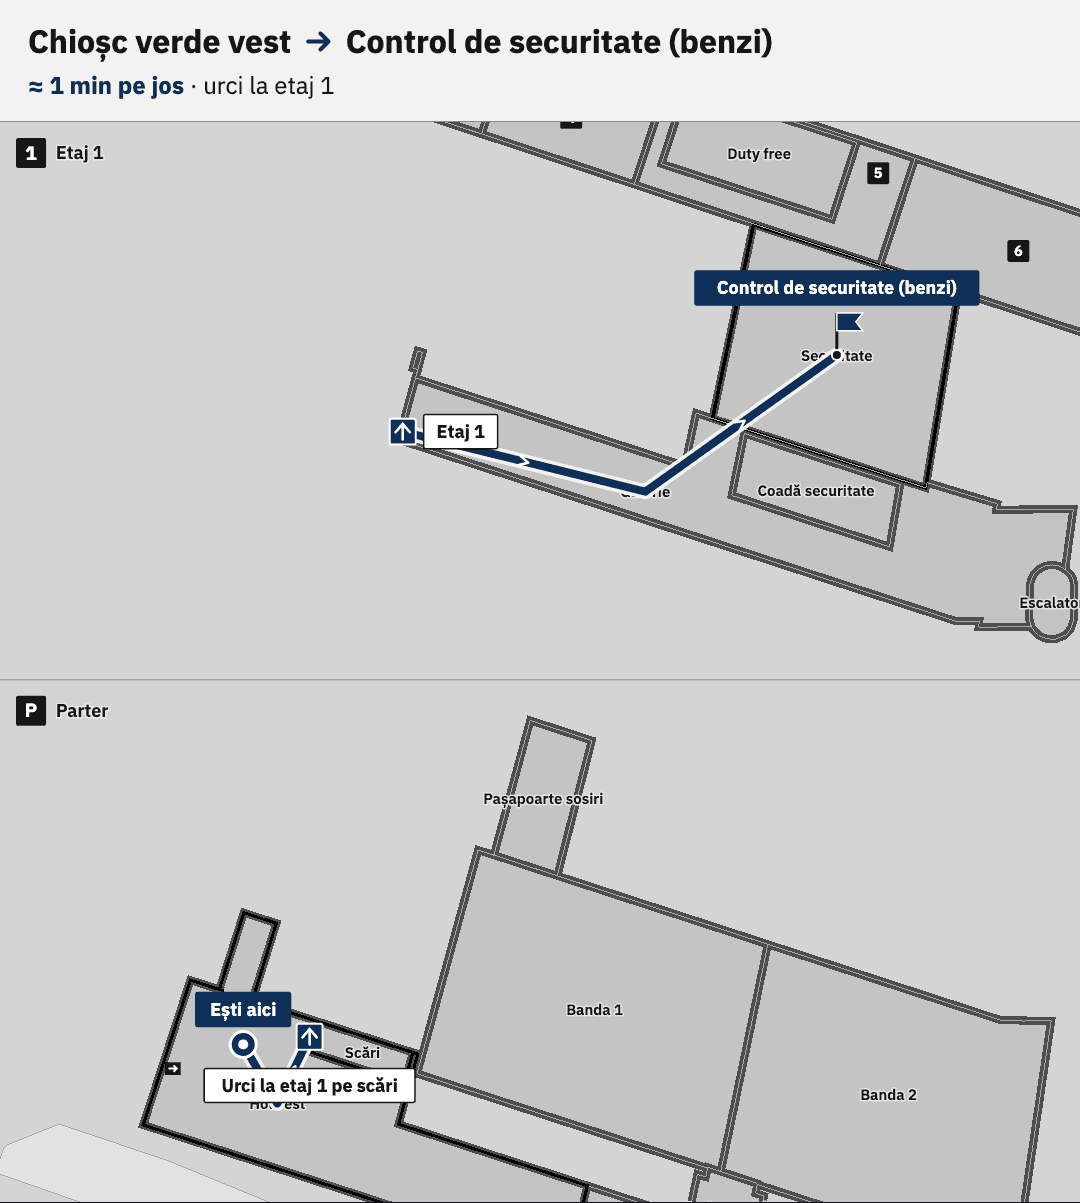 Chioșc verde vest → Control de securitate (benzi)
≈ 1 min pe jos · urci la etaj 1
1 Etaj 1
Duty free
5
6
Control de securitate (benzi)
Securitate
Etaj 1
Coadă securitate
Escalator
P Parter
Pașapoarte sosiri
Ești aici
Banda 1
Scări
Urci la etaj 1 pe scări
Banda 2